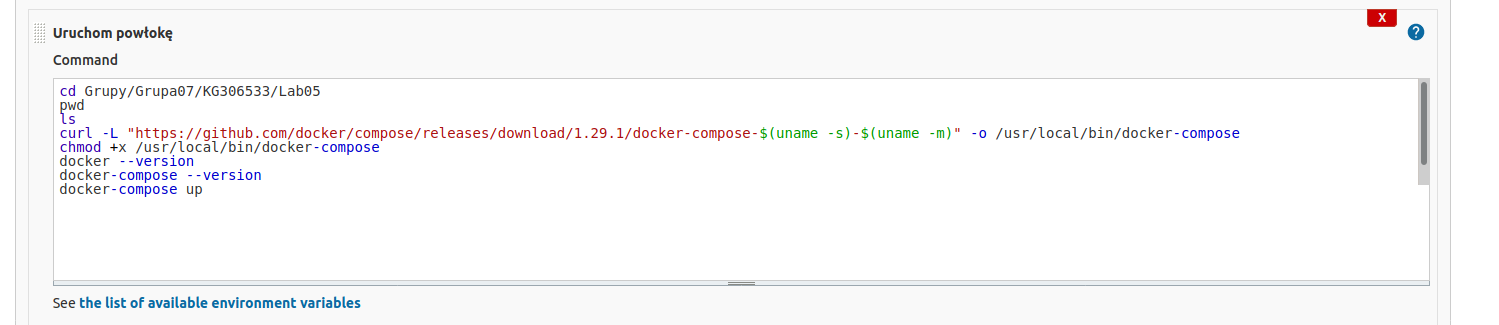 X
Uruchom powłokę
?
Command
cd Grupy/Grupa07/KG306533/Lab05
pwd
ls
curl -L "https://github.com/docker/compose/releases/download/1.29.1/docker-compose-$(uname -s)-$(uname -m)" -o /usr/local/bin/docker-compose
chmod +x /usr/local/bin/docker-compose
docker --version
docker-compose --version
docker-compose up
See the list of available environment variables